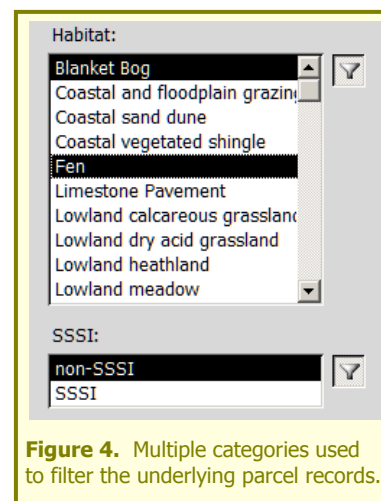 Habitat:
Blanket Bog
Coastal and floodplain
Coastal sand dune
Coastal vegetated shingle
Fen
Limestone Pavement
Lowland calcareous
Lowland dry acid grassland
Lowland heathland
Lowland meadow
SSSI:
non-SSSI
SSSI
Figure 4. Multiple categories used
to filter the underlying parcel records.